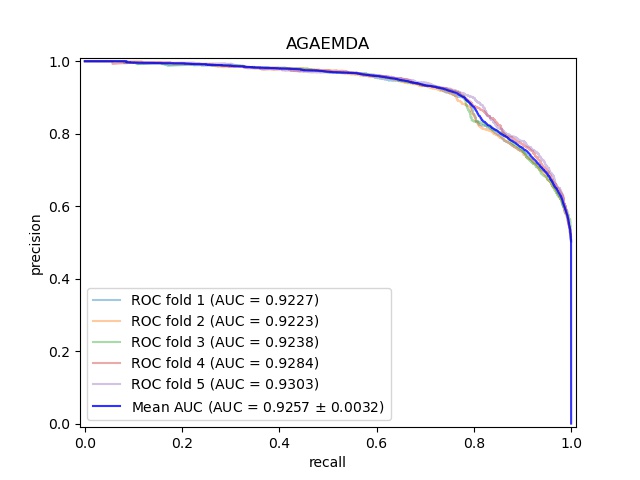 AGAEMDA
1.0
0.8
0.6
0.4
0.2
0.0
precision
ROC fold 1 (AUC = 0.9227)
ROC fold 2 (AUC = 0.9223)
ROC fold 3 (AUC = 0.9238)
ROC fold 4 (AUC = 0.9284)
ROC fold 5 (AUC = 0.9303)
Mean AUC (AUC = 0.9257 ± 0.0032)
0.0 0.2 0.4 0.6 0.8 1.0
recall